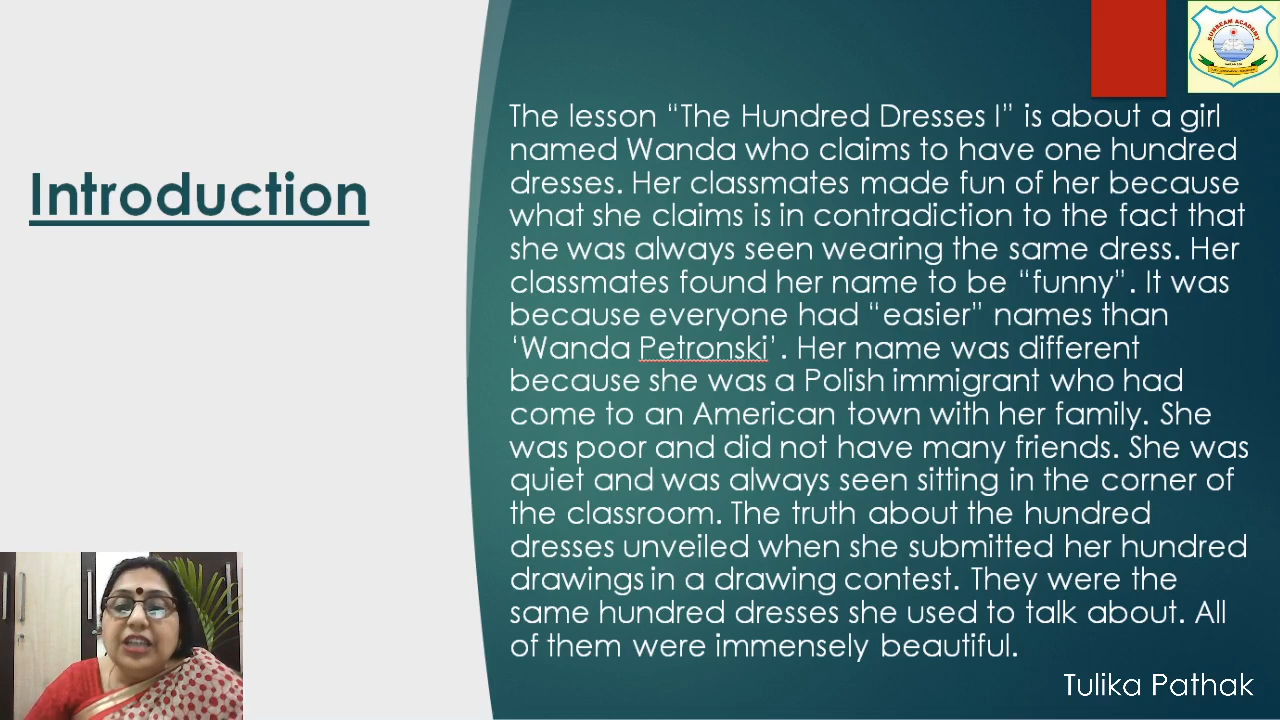 SUNBEAM ACADEMY
Introduction
The lesson “The Hundred Dresses I” is about a girl
named Wanda who claims to have one hundred
dresses. Her classmates made fun of her because
what she claims is in contradiction to the fact that
she was always seen wearing the same dress. Her
classmates found her name to be “funny”. It was
because everyone had “easier” names than
‘Wanda Petronski’. Her name was different
because she was a Polish immigrant who had
come to an American town with her family. She
was poor and did not have many friends. She was
quiet and was always seen sitting in the corner of
the classroom. The truth about the hundred
dresses unveiled when she submitted her hundred
drawings in a drawing contest. They were the
same hundred dresses she used to talk about. All
of them were immensely beautiful.
Tulika Pathak